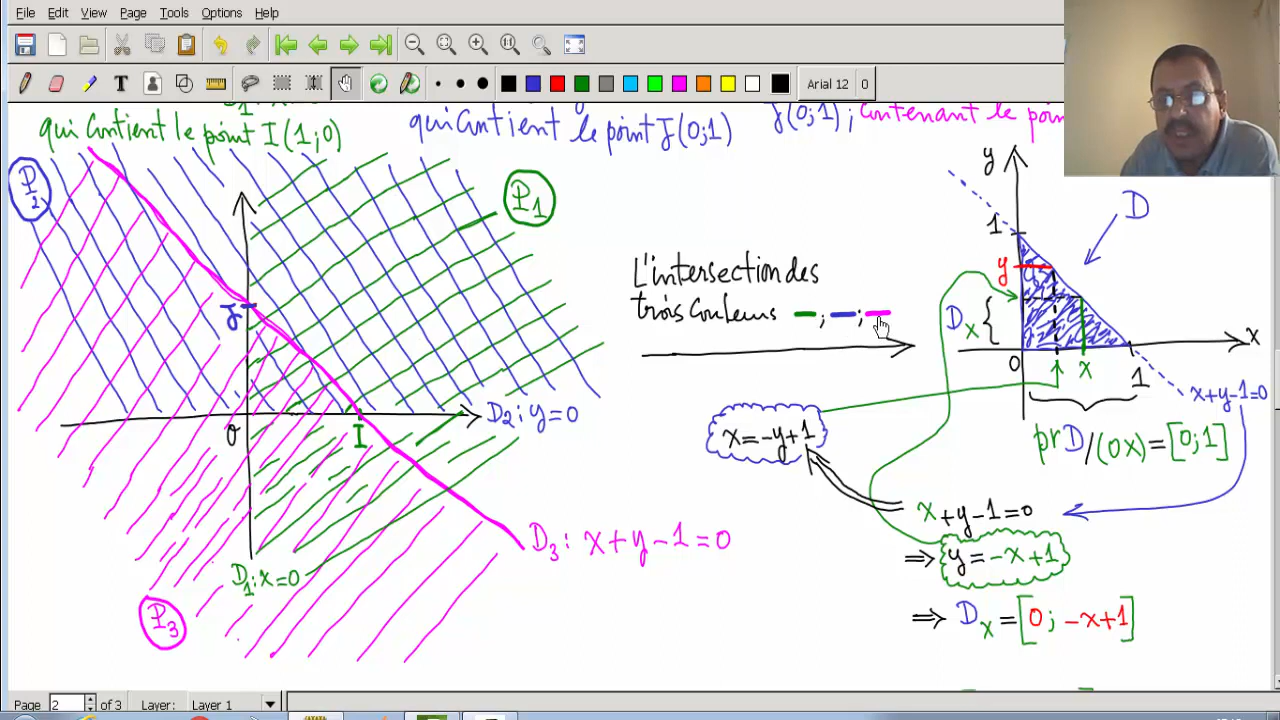 File Edit View Page Tools Options Help
Arial 12 0
qui contient le point I(1;0)
qui contient le point J(0;1)
J(0;1); contenant le poin
P2
P1
J
I
O
D2: y=0
D1: x=0
D3: x+y-1=0
P3
L'intersection des
trois couleurs ; ;
y
1
D
y
Dx
0
x
1
x
x+y-1=0
prD/(Ox)=[0;1]
x=-y+1
x+y-1=0
⇒ y=-x+1
⇒ Dx=[0; -x+1]
Page 2 of 3 Layer: Layer 1